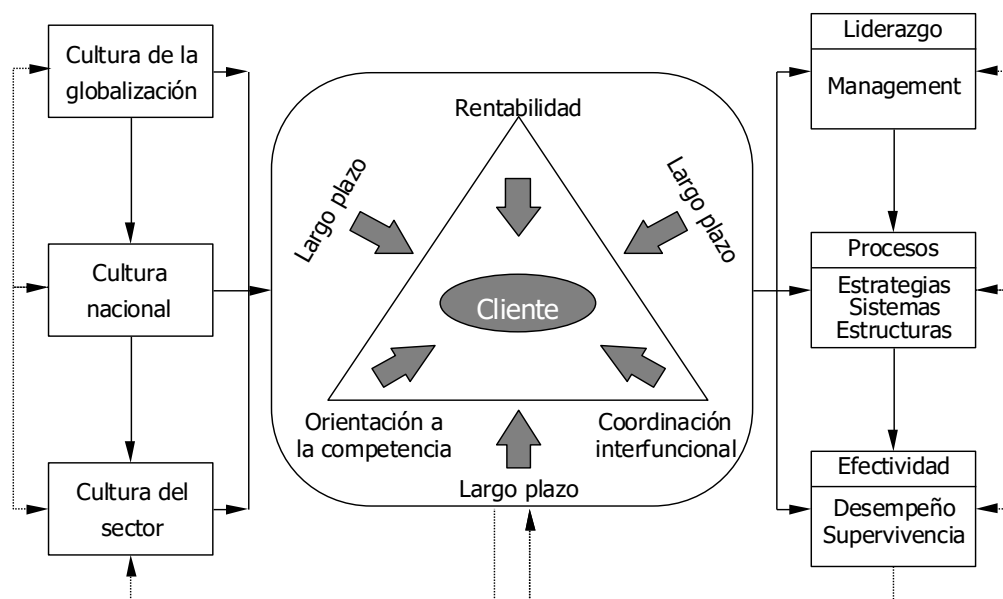 Cultura de la
globalización
Cultura
nacional
Cultura del
sector
Rentabilidad
Largo plazo
Largo plazo
Cliente
Orientación a
la competencia
Coordinación
interfuncional
Largo plazo
Liderazgo
Management
Procesos
Estrategias
Sistemas
Estructuras
Efectividad
Desempeño
Supervivencia